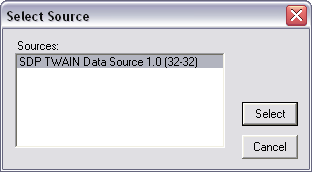 Select Source
Sources:
SDP TWAIN Data Source 1.0 (32-32)
Select
Cancel